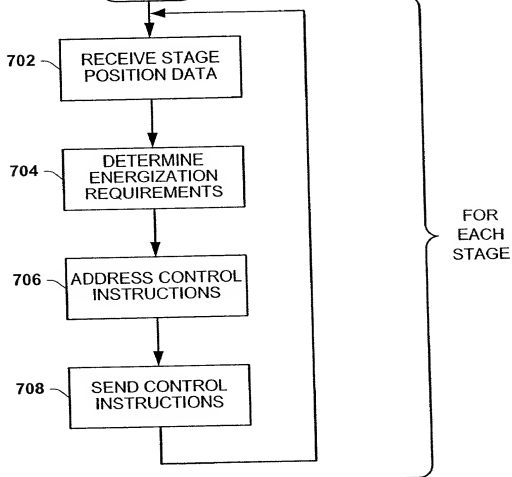 702
RECEIVE STAGE
POSITION DATA
704
DETERMINE
ENERGIZATION
REQUIREMENTS
FOR
EACH
STAGE
706
ADDRESS CONTROL
INSTRUCTIONS
708
SEND CONTROL
INSTRUCTIONS